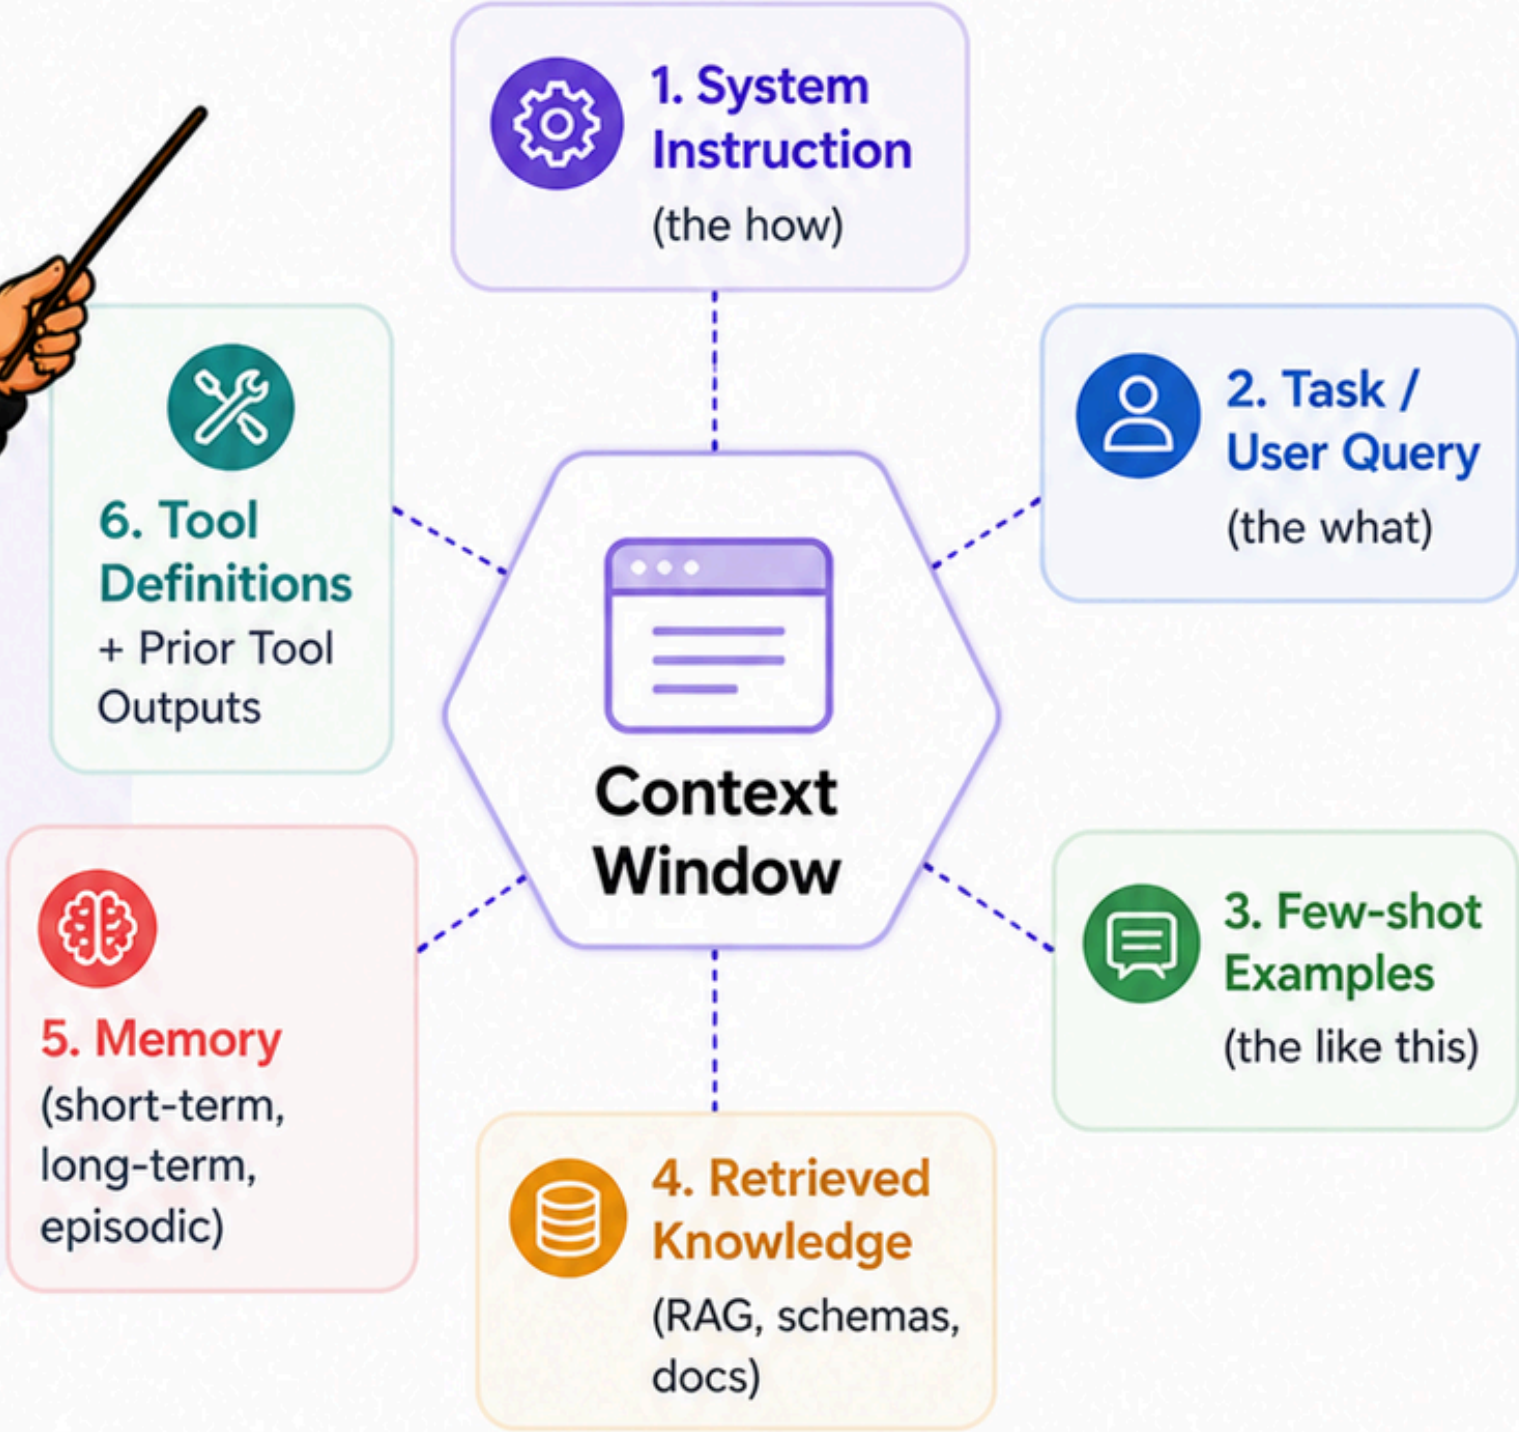 1. System
Instruction
(the how)
2. Task /
User Query
(the what)
3. Few-shot
Examples
(the like this)
4. Retrieved
Knowledge
(RAG, schemas,
docs)
5. Memory
(short-term,
long-term,
episodic)
6. Tool
Definitions
+ Prior Tool
Outputs
Context
Window